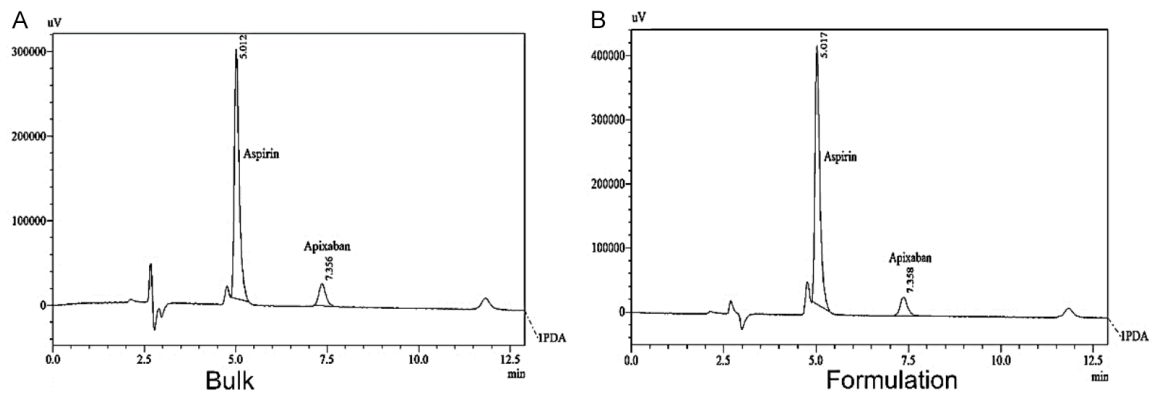 A
uV
300000
200000
100000
0
5.012
Aspirin
Apixaban
7.356
1PDA
0.0 2.5 5.0 7.5 10.0 12.5
min
Bulk
B
uV
400000
300000
200000
100000
0
5.017
Aspirin
Apixaban
7.358
1PDA
0.0 2.5 5.0 7.5 10.0 12.5
min
Formulation